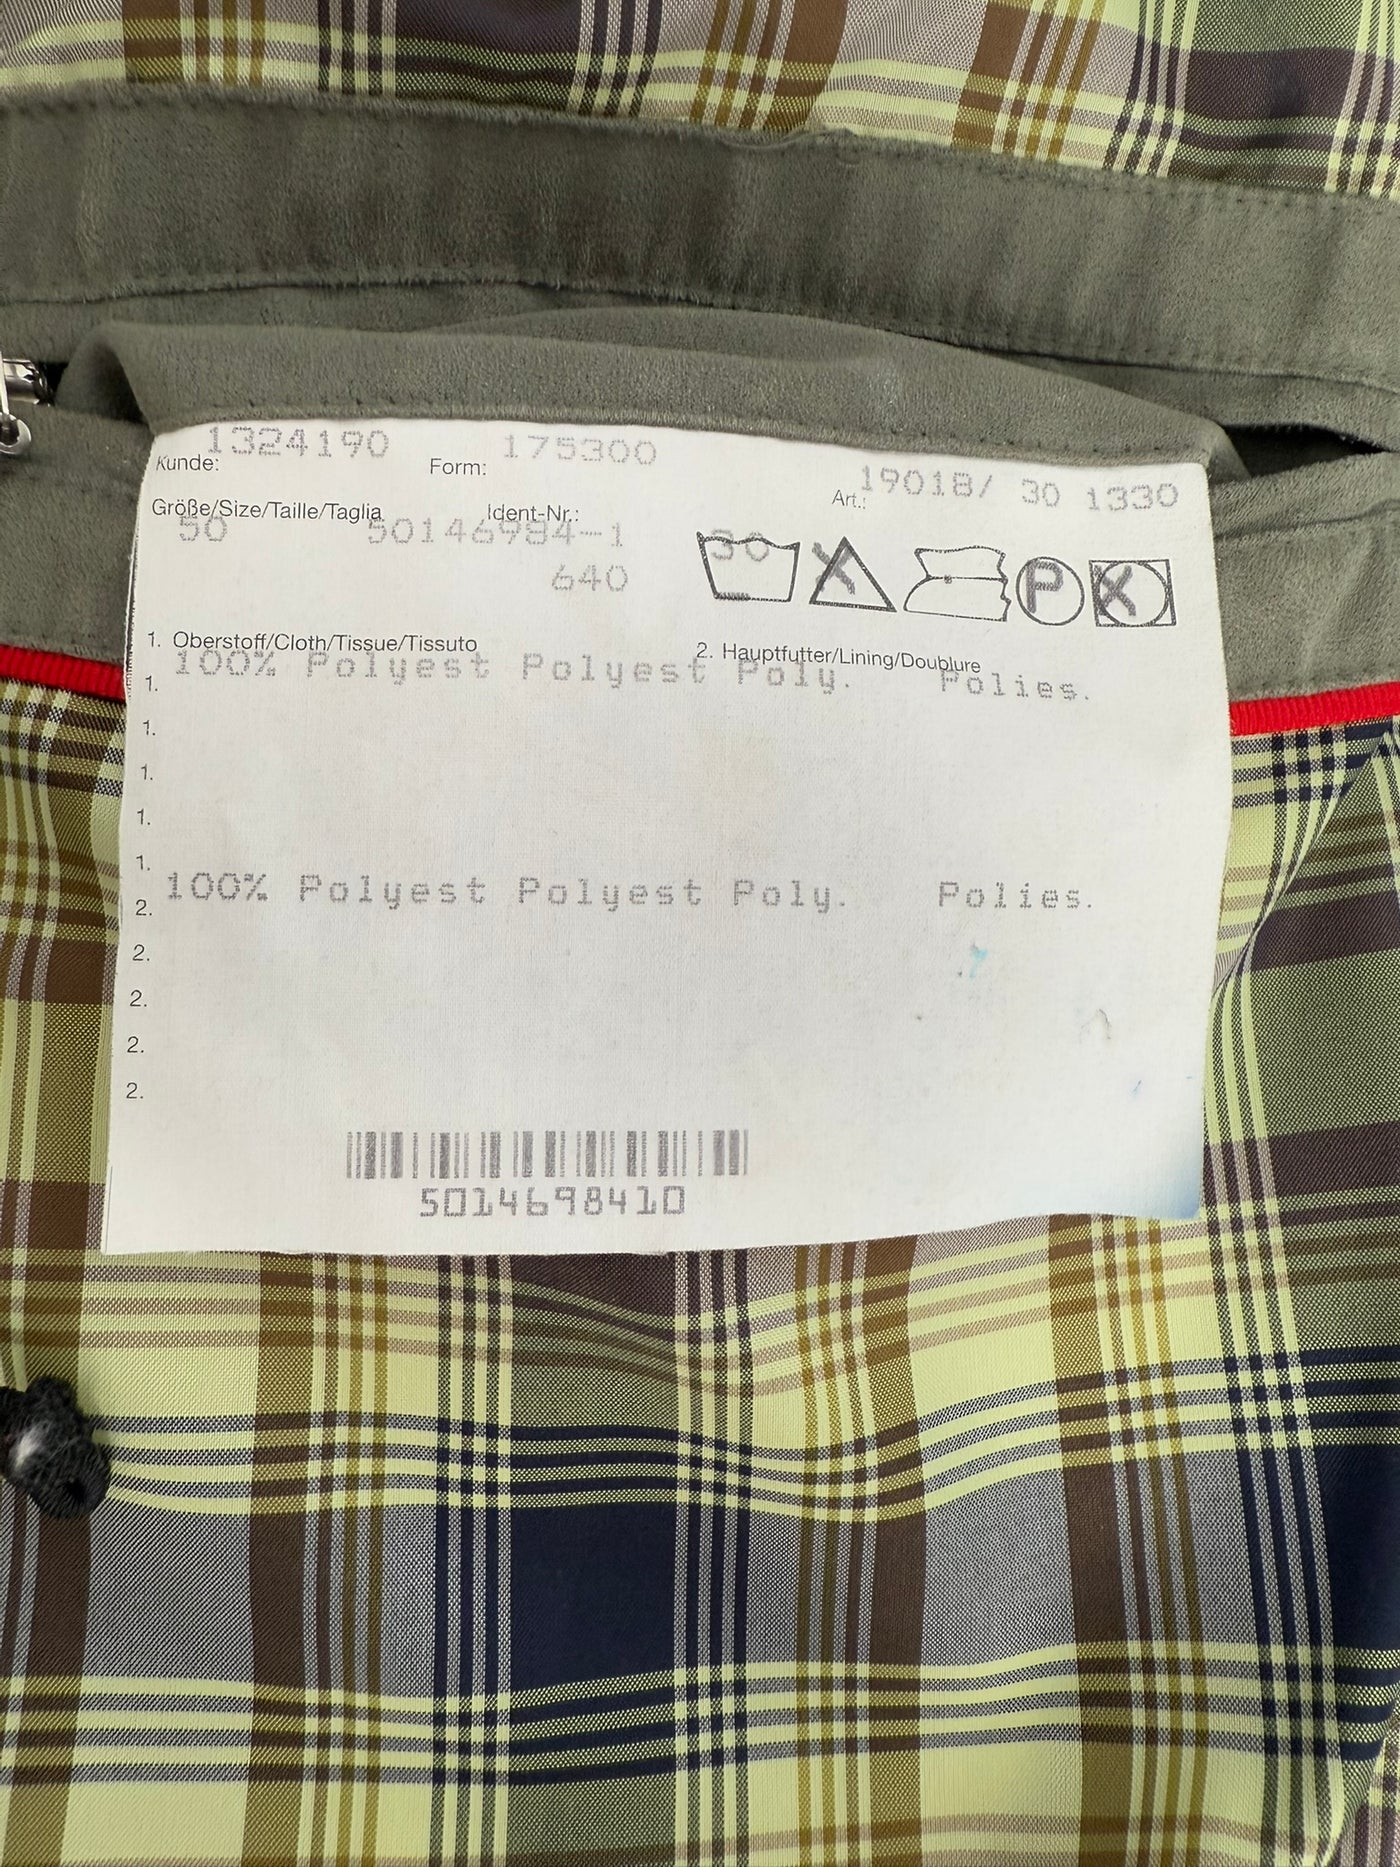 1324190 175300
Kunde: Form: 19018/ 30 1330
Art.:
Größe/Size/Taille/Taglia Ident-Nr.:
50 50146984-1
640
30 X P X
1. Oberstoff/Cloth/Tissue/Tissuto 2. Hauptfutter/Lining/Doublure
100% Polyest Polyest Poly. Polies.
1.
1.
1.
1.
1.
100% Polyest Polyest Poly. Polies.
2.
2.
2.
2.
2.
5014698410